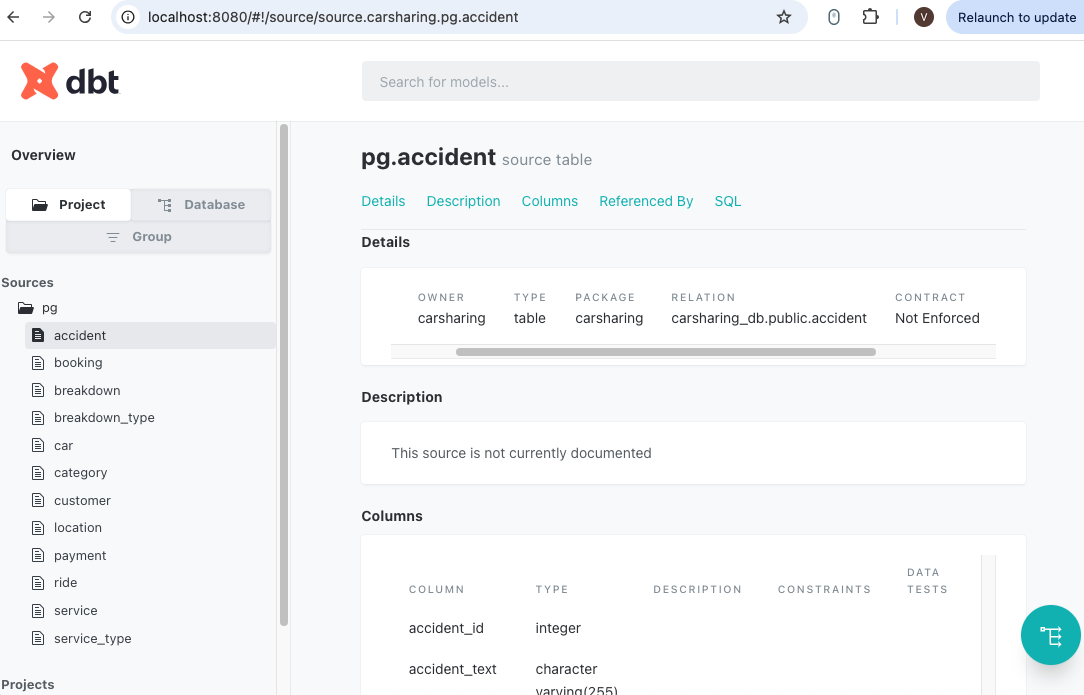 localhost:8080/#!/source/source.carsharing.pg.accident
V
Relaunch to update
dbt
Search for models...
Overview
Project
Database
Group
Sources
pg
accident
booking
breakdown
breakdown_type
car
category
customer
location
payment
ride
service
service_type
Projects
pg.accident source table
Details Description Columns Referenced By SQL
Details
OWNER TYPE PACKAGE RELATION CONTRACT
carsharing table carsharing carsharing_db.public.accident Not Enforced
Description
This source is not currently documented
Columns
COLUMN TYPE DESCRIPTION CONSTRAINTS DATA TESTS
accident_id integer
accident_text character
varying(255)